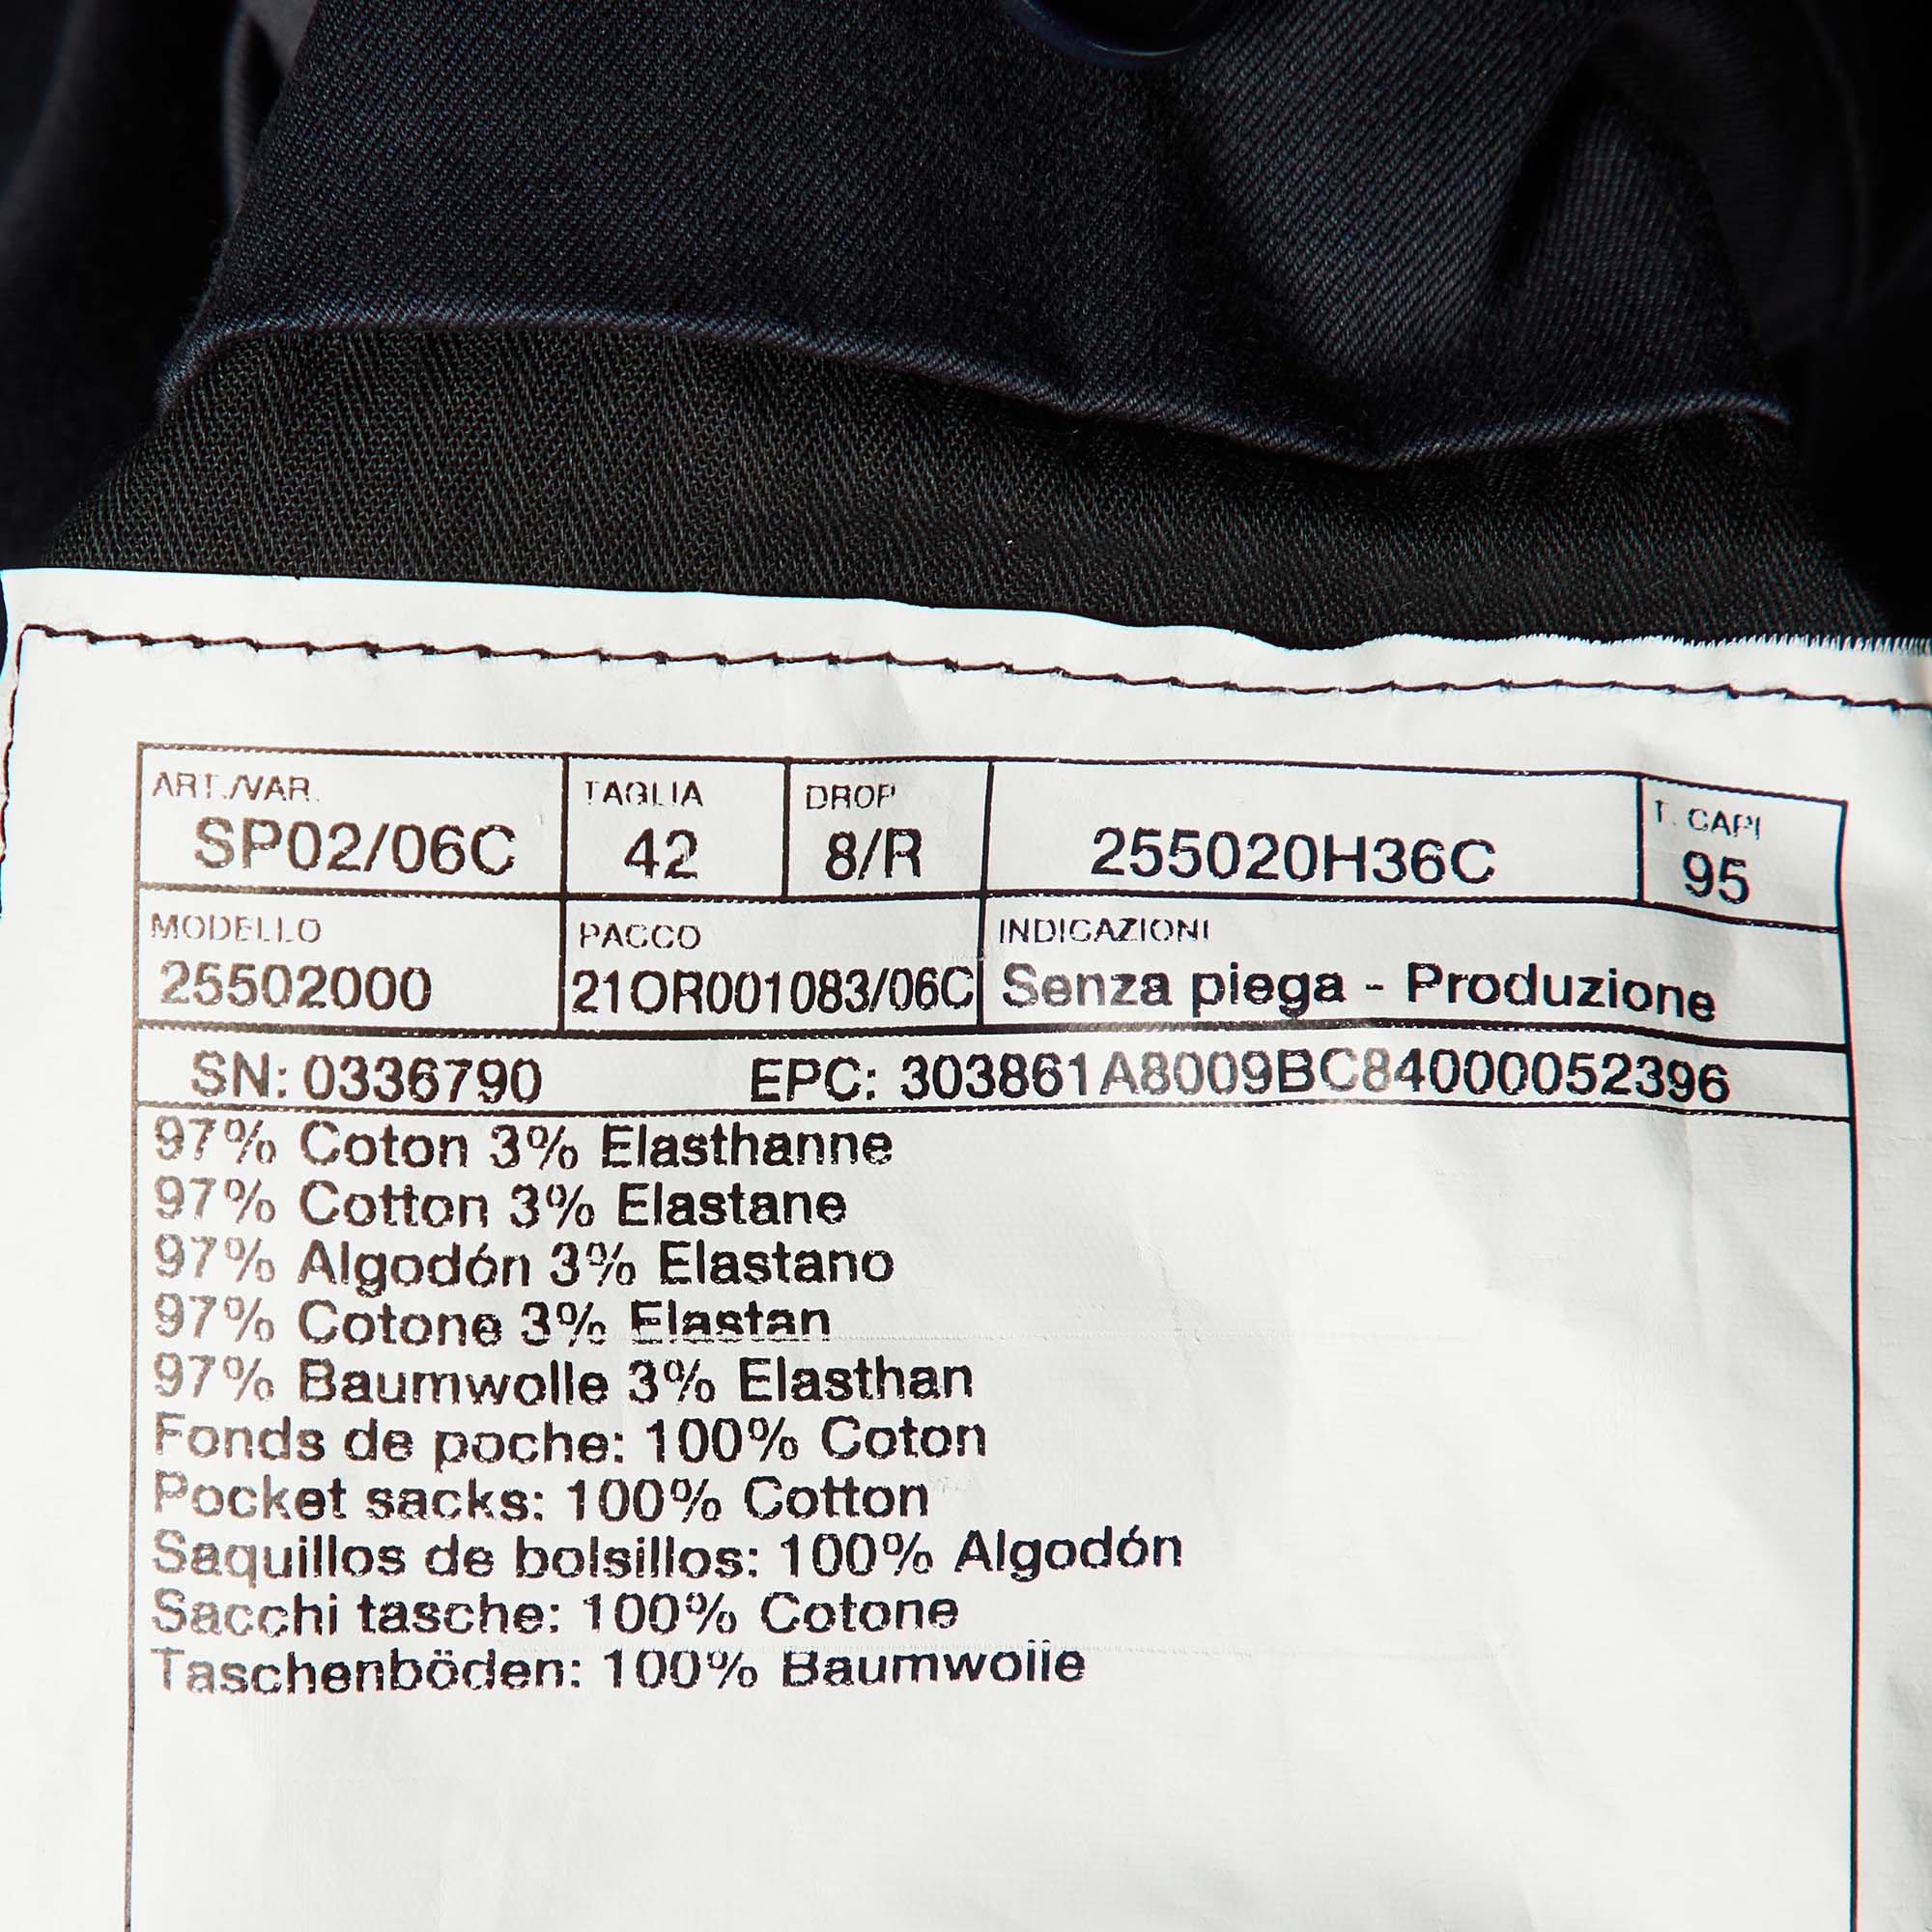 ART./VAR. TAGLIA DROP T. CAPI
SP02/06C 42 8/R 255020H36C 95
MODELLO PACCO INDICAZIONI
25502000 21OR001083/06C Senza piega - Produzione
SN: 0336790 EPC: 303861A8009BC84000052396
97% Coton 3% Elasthanne
97% Cotton 3% Elastane
97% Algodón 3% Elastano
97% Cotone 3% Elastan
97% Baumwolle 3% Elasthan
Fonds de poche: 100% Coton
Pocket sacks: 100% Cotton
Saquillos de bolsillos: 100% Algodón
Sacchi tasche: 100% Cotone
Taschenböden: 100% Baumwolle